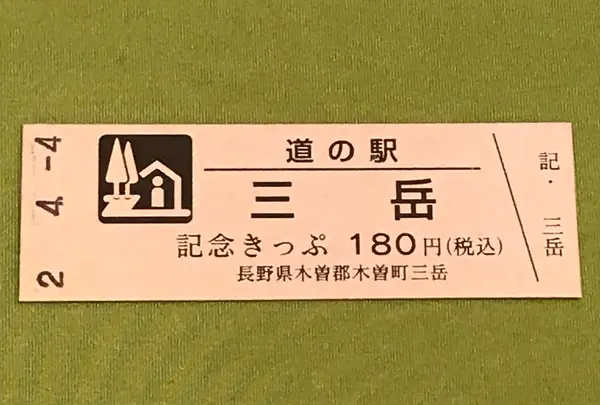 2. 4. -4
道の駅
三岳
記念きっぷ 180円(税込)
長野県木曽郡木曽町三岳
記・三岳